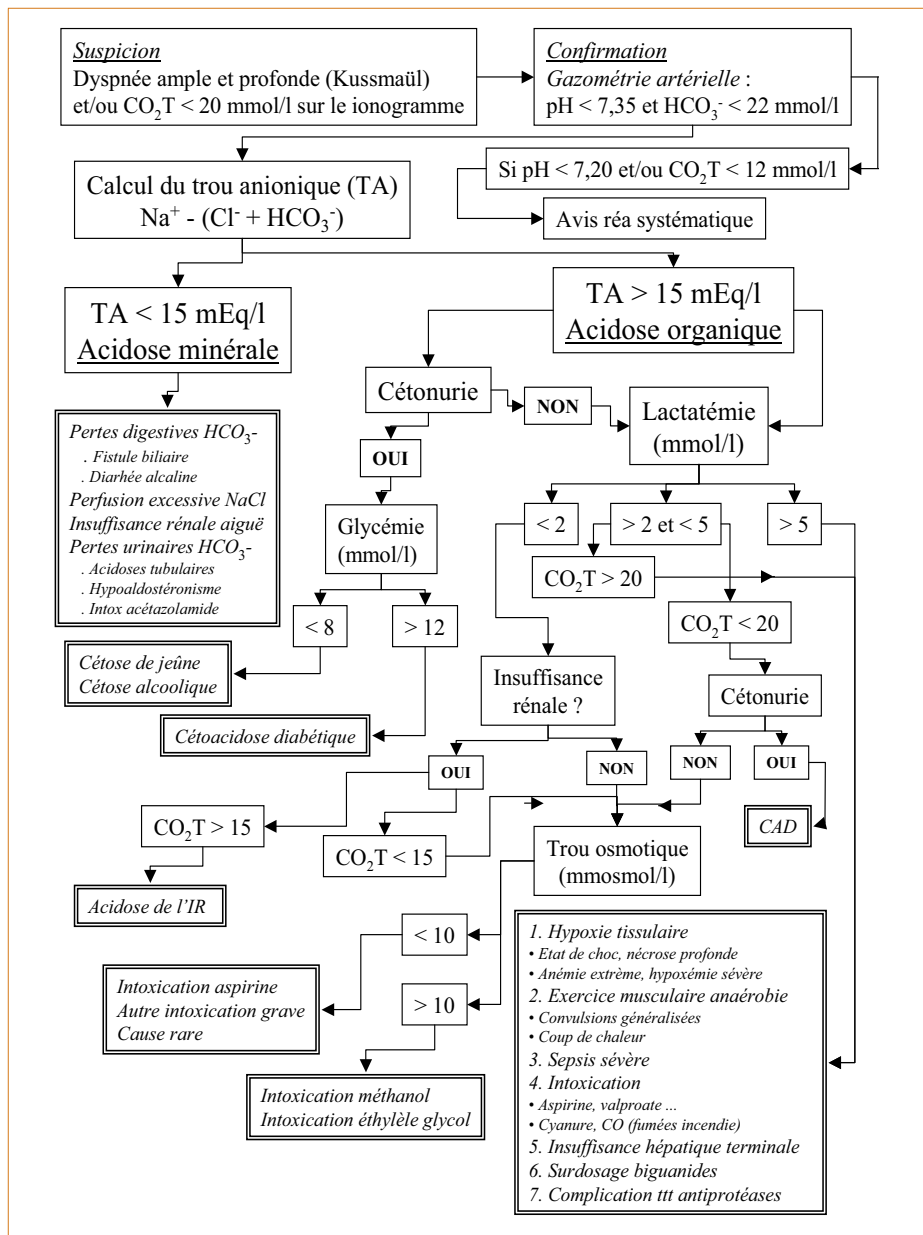 Suspicion
Dyspnée ample et profonde (Kussmaül)
et/ou CO₂T < 20 mmol/l sur le ionogramme
Confirmation
Gazométrie artérielle :
pH < 7,35 et HCO₃⁻ < 22 mmol/l
Si pH < 7,20 et/ou CO₂T < 12 mmol/l
Avis réa systématique
Calcul du trou anionique (TA)
Na⁺ - (Cl⁻ + HCO₃⁻)
TA < 15 mEq/l
Acidose minérale
TA > 15 mEq/l
Acidose organique
Pertes digestives HCO₃-
. Fistule biliaire
. Diarhée alcaline
Perfusion excessive NaCl
Insuffisance rénale aiguë
Pertes urinaires HCO₃-
. Acidoses tubulaires
. Hypoaldostéronisme
. Intox acétazolamide
Cétonurie
NON
OUI
Lactatémie
(mmol/l)
Glycémie
(mmol/l)
< 8
> 12
Cétose de jeûne
Cétose alcoolique
Cétoacidose diabétique
< 2
> 2 et < 5
> 5
CO₂T > 20
CO₂T < 20
Insuffisance
rénale ?
Cétonurie
OUI
NON
NON
OUI
CAD
CO₂T > 15
CO₂T < 15
Acidose de l’IR
Trou osmotique
(mmosmol/l)
< 10
> 10
Intoxication aspirine
Autre intoxication grave
Cause rare
Intoxication méthanol
Intoxication éthylèle glycol
1. Hypoxie tissulaire
• Etat de choc, nécrose profonde
• Anémie extrème, hypoxémie sévère
2. Exercice musculaire anaérobie
• Convulsions généralisées
• Coup de chaleur
3. Sepsis sévère
4. Intoxication
• Aspirine, valproate ...
• Cyanure, CO (fumées incendie)
5. Insuffisance hépatique terminale
6. Surdosage biguanides
7. Complication ttt antiprotéases